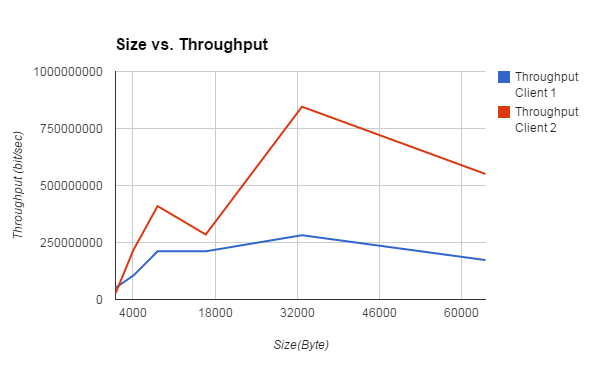 Size vs. Throughput
1000000000
750000000
500000000
250000000
0
Throughput (bit/sec)
4000
18000
32000
46000
60000
Size(Byte)
Throughput
Client 1
Throughput
Client 2